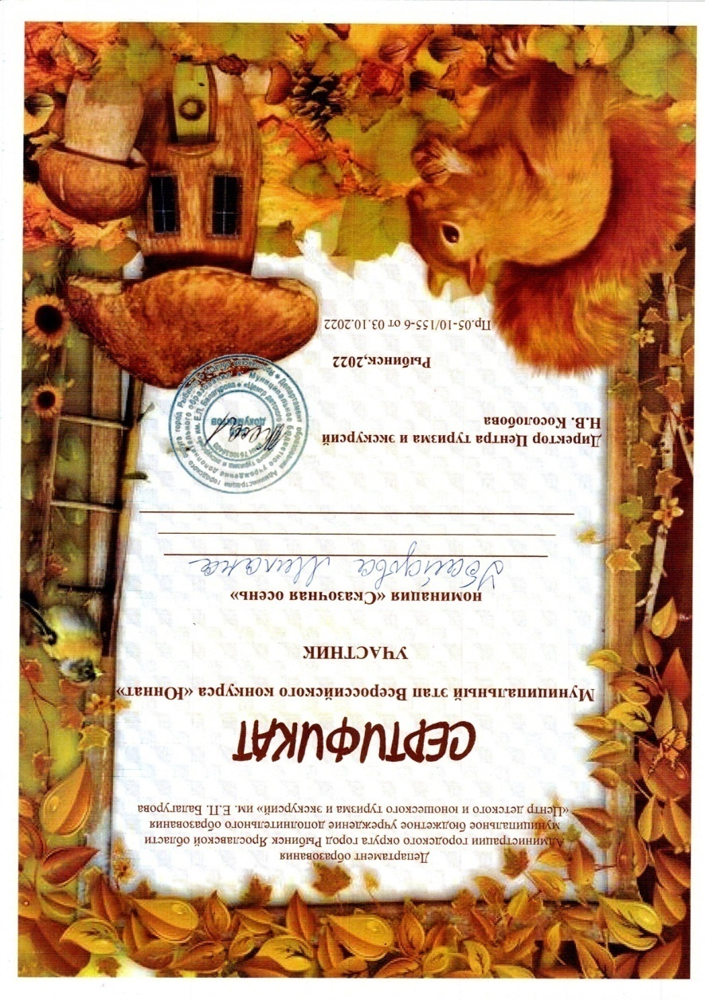 Департамент образования
Администрации городского округа город Рыбинск Ярославской области
муниципальное бюджетное учреждение дополнительного образования
«Центр детского и юношеского туризма и экскурсий» им. Е.П. Балагурова
СЕРТИФИКАТ
Муниципальный этап Всероссийского конкурса «Юннат»
УЧАСТНИК
номинация «Сказочная осень»
Убайдова Милана
Директор Центра туризма и экскурсий
Н.В. Косолобова
Рыбинск,2022
Пр.05-10/155-6 от 03.10.2022